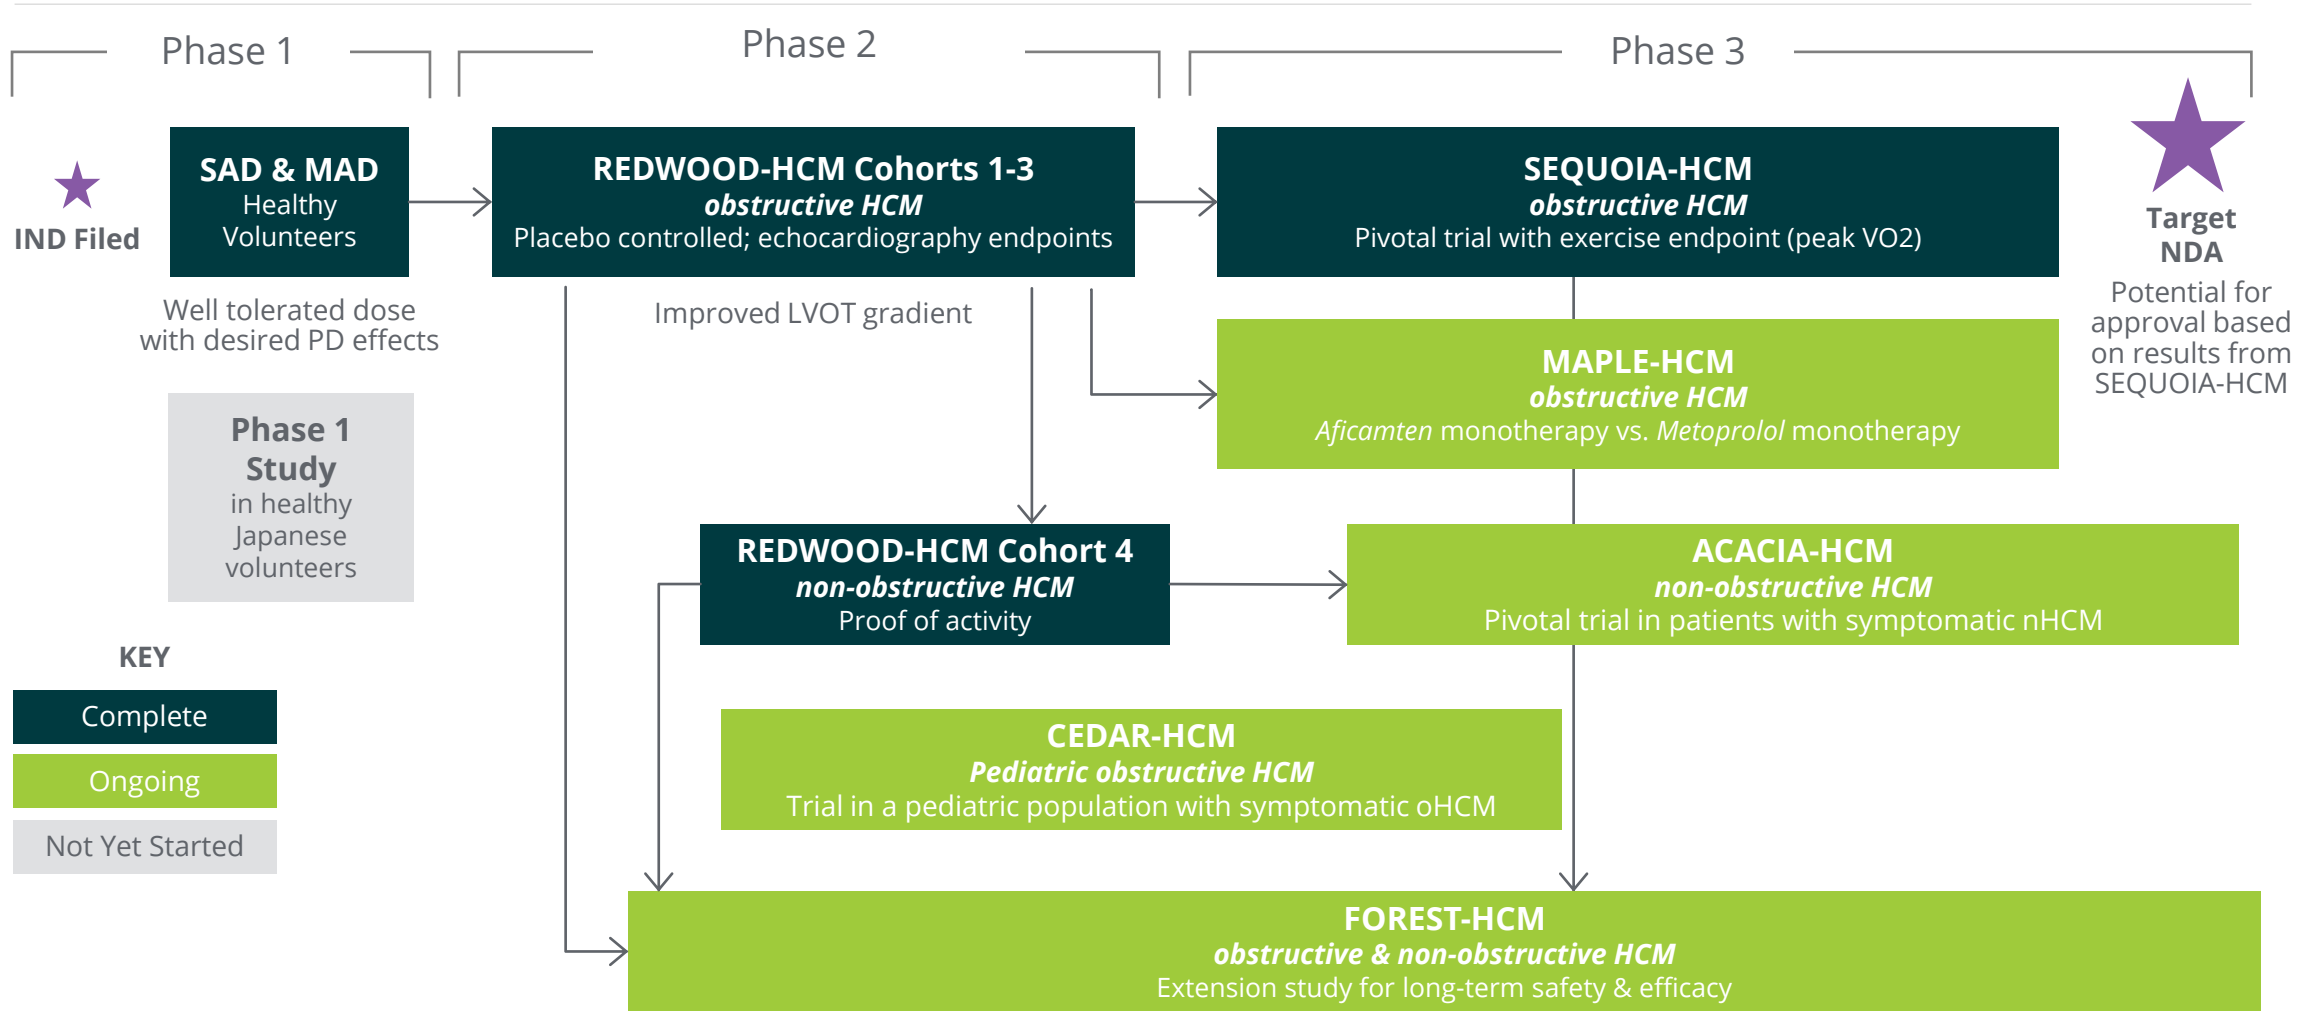 Phase 1
Phase 2
Phase 3
IND Filed
SAD & MAD
Healthy
Volunteers
Well tolerated dose
with desired PD effects
Phase 1
Study
in healthy
Japanese
volunteers
REDWOOD-HCM Cohorts 1-3
obstructive HCM
Placebo controlled; echocardiography endpoints
Improved LVOT gradient
SEQUOIA-HCM
obstructive HCM
Pivotal trial with exercise endpoint (peak VO2)
Target
NDA
Potential for
approval based
on results from
SEQUOIA-HCM
MAPLE-HCM
obstructive HCM
Aficamten monotherapy vs. Metoprolol monotherapy
REDWOOD-HCM Cohort 4
non-obstructive HCM
Proof of activity
ACACIA-HCM
non-obstructive HCM
Pivotal trial in patients with symptomatic nHCM
CEDAR-HCM
Pediatric obstructive HCM
Trial in a pediatric population with symptomatic oHCM
FOREST-HCM
obstructive & non-obstructive HCM
Extension study for long-term safety & efficacy
KEY
Complete
Ongoing
Not Yet Started